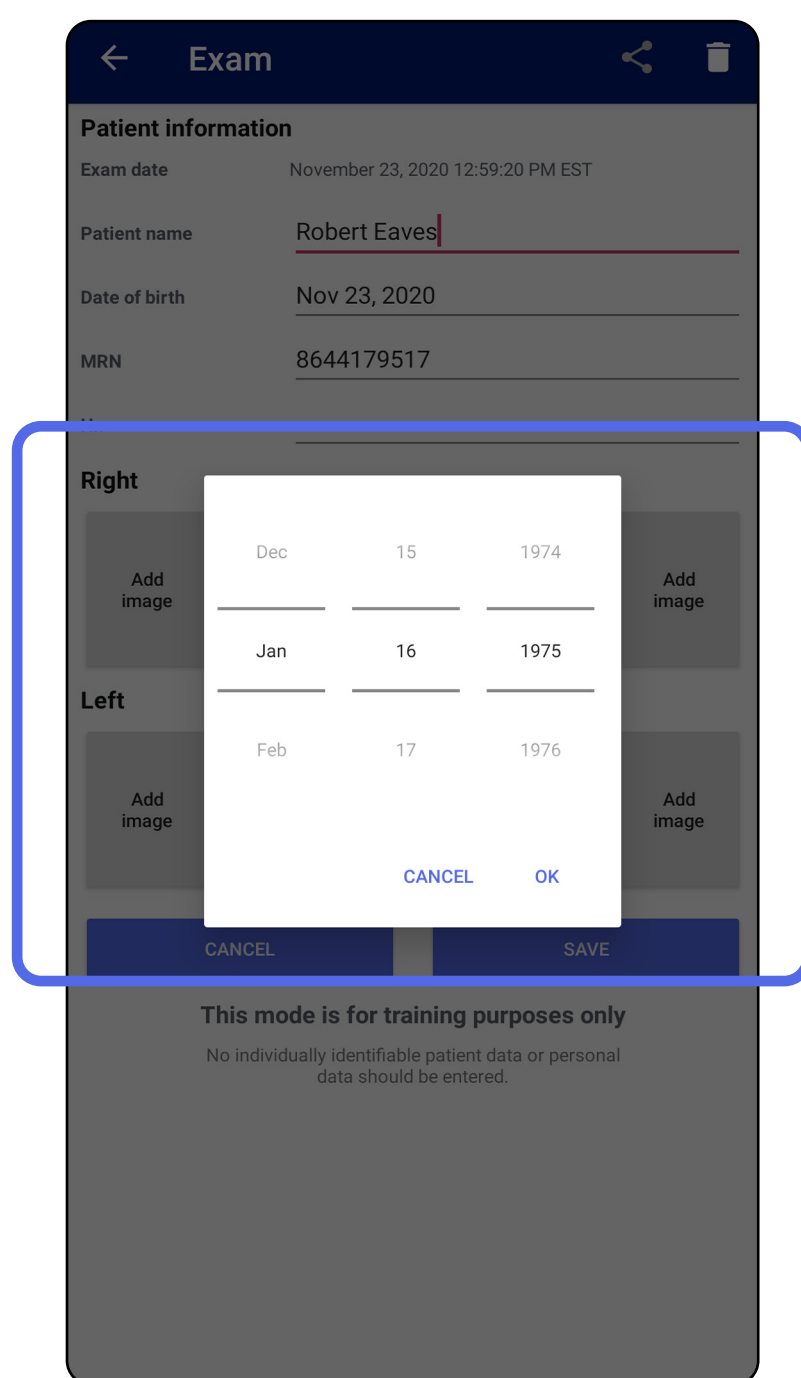 Exam
Patient information
Exam date November 23, 2020 12:59:20 PM EST
Patient name Robert Eaves
Date of birth Nov 23, 2020
MRN 8644179517
Right
Add
image
Add
image
Dec 15 1974
Jan 16 1975
Feb 17 1976
Left
Add
image
Add
image
CANCEL OK
CANCEL SAVE
This mode is for training purposes only
No individually identifiable patient data or personal
data should be entered.